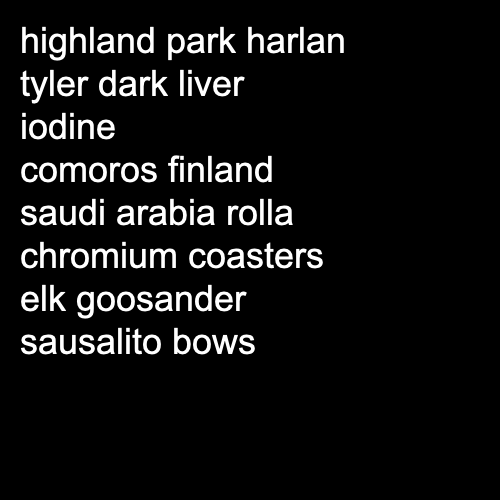 highland park harlan
tyler dark liver
iodine
comoros finland
saudi arabia rolla
chromium coasters
elk goosander
sausalito bows